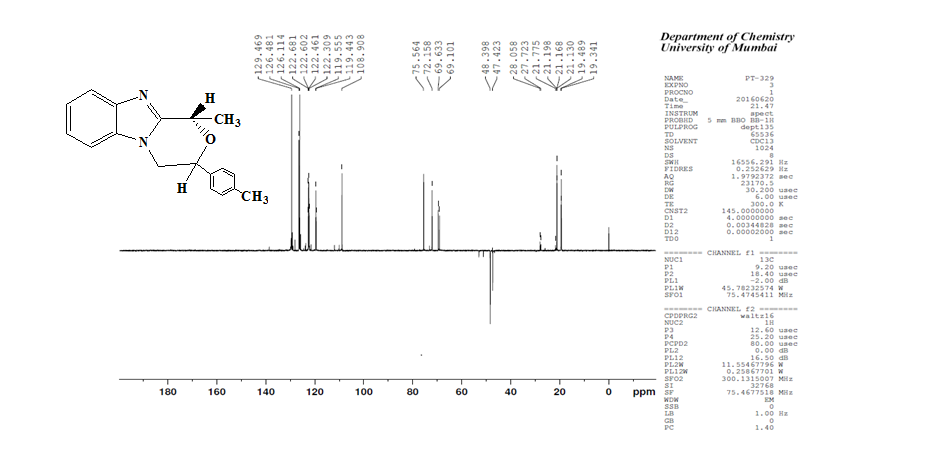 Department of Chemistry
University of Mumbai
129.469
126.481
126.114
122.681
122.602
122.461
122.309
119.555
119.443
108.908
75.564
72.158
69.633
69.101
48.398
47.423
28.058
27.723
21.775
21.198
21.168
21.130
19.489
19.341
N
H
CH3
O
N
H
CH3
NAME PT-329
EXPNO 3
PROCNO 1
Date_ 20160620
Time 21.47
INSTRUM spect
PROBHD 5 mm BBO BB-1H
PULPROG dept135
TD 65536
SOLVENT CDCl3
NS 1024
DS 8
SWH 16556.291 Hz
FIDRES 0.252629 Hz
AQ 1.9792372 sec
RG 23170.5
DW 30.200 usec
DE 6.00 usec
TE 300.0 K
CNST2 145.0000000
D1 4.00000000 sec
D2 0.00344828 sec
D12 0.00002000 sec
TD0 1
======== CHANNEL f1 ========
NUC1 13C
P1 9.20 usec
P2 18.40 usec
PL1 -2.00 dB
PL1W 45.78232574 W
SFO1 75.4745411 MHz
======== CHANNEL f2 ========
CPDPRG2 waltz16
NUC2 1H
P3 12.60 usec
P4 25.20 usec
PCPD2 80.00 usec
PL2 0.00 dB
PL12 16.50 dB
PL2W 11.55467796 W
PL12W 0.25867701 W
SFO2 300.1315007 MHz
SI 32768
SF 75.4677518 MHz
WDW EM
SSB 0
LB 1.00 Hz
GB 0
PC 1.40
180 160 140 120 100 80 60 40 20 0 ppm